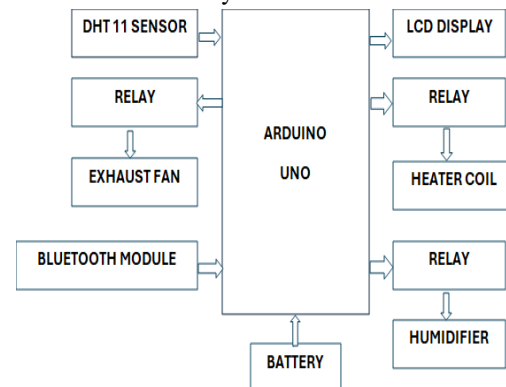 DHT 11 SENSOR
LCD DISPLAY
RELAY
RELAY
ARDUINO
UNO
EXHAUST FAN
HEATER COIL
BLUETOOTH MODULE
RELAY
HUMIDIFIER
BATTERY